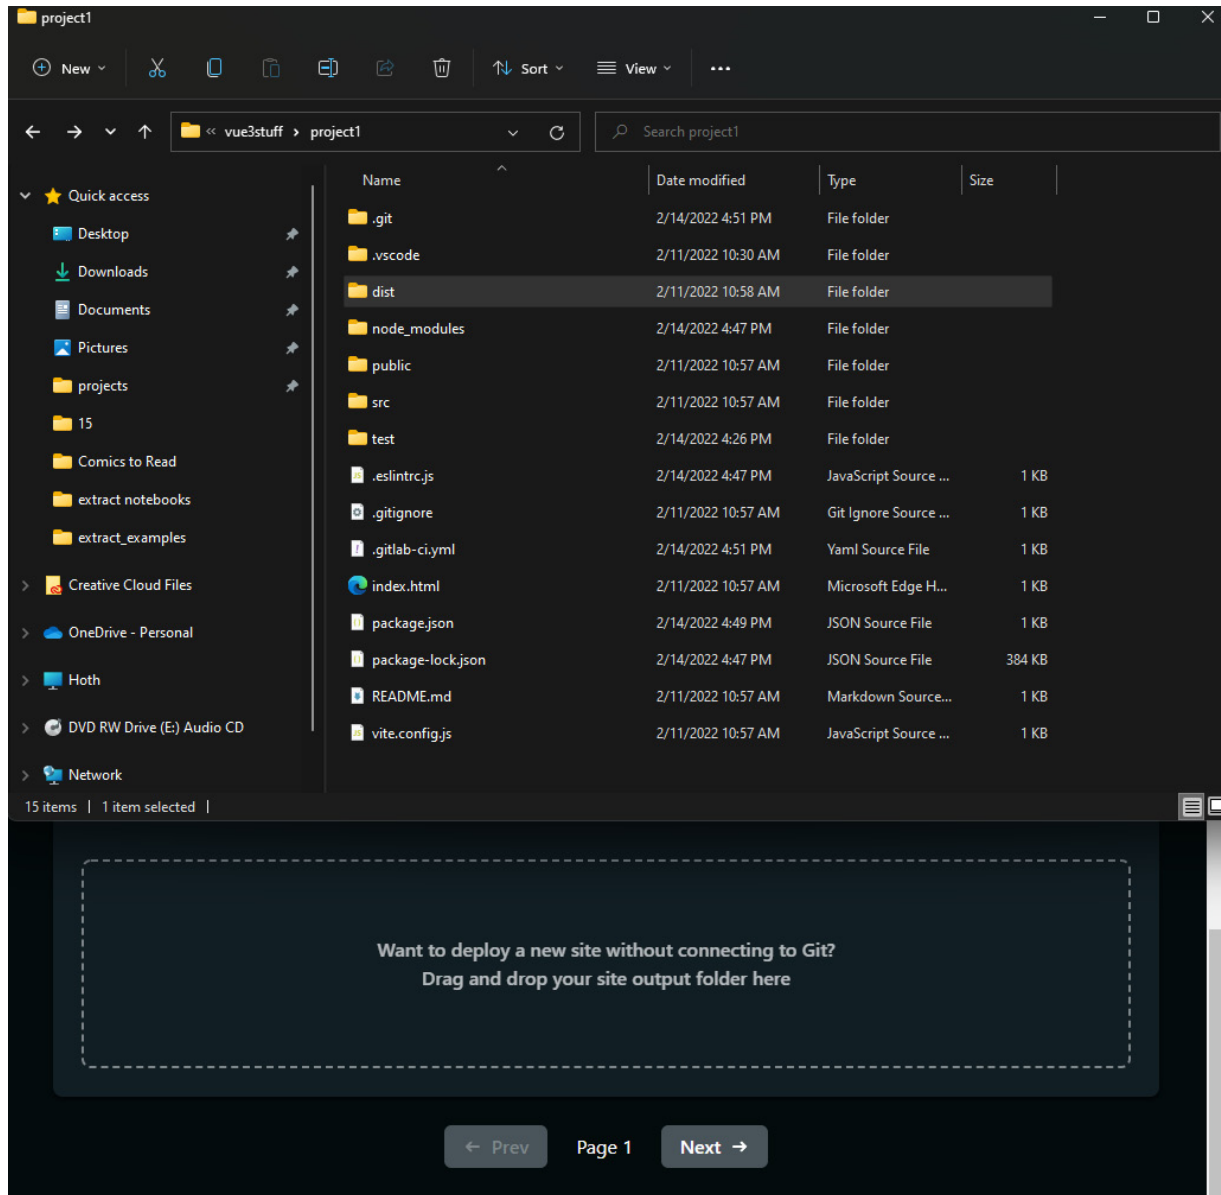 project1
New
Sort
View
« vue3stuff › project1
Search project1
Quick access
Desktop
Downloads
Documents
Pictures
projects
15
Comics to Read
extract notebooks
extract_examples
Creative Cloud Files
OneDrive - Personal
Hoth
DVD RW Drive (E:) Audio CD
Network
Name Date modified Type Size
.git 2/14/2022 4:51 PM File folder
.vscode 2/11/2022 10:30 AM File folder
dist 2/11/2022 10:58 AM File folder
node_modules 2/14/2022 4:47 PM File folder
public 2/11/2022 10:57 AM File folder
src 2/11/2022 10:57 AM File folder
test 2/14/2022 4:26 PM File folder
.eslintrc.js 2/14/2022 4:47 PM JavaScript Source ... 1 KB
.gitignore 2/11/2022 10:57 AM Git Ignore Source ... 1 KB
.gitlab-ci.yml 2/14/2022 4:51 PM Yaml Source File 1 KB
index.html 2/11/2022 10:57 AM Microsoft Edge H... 1 KB
package.json 2/14/2022 4:49 PM JSON Source File 1 KB
package-lock.json 2/14/2022 4:47 PM JSON Source File 384 KB
README.md 2/11/2022 10:57 AM Markdown Source... 1 KB
vite.config.js 2/11/2022 10:57 AM JavaScript Source ... 1 KB
15 items | 1 item selected |
Want to deploy a new site without connecting to Git?
Drag and drop your site output folder here
← Prev Page 1 Next →